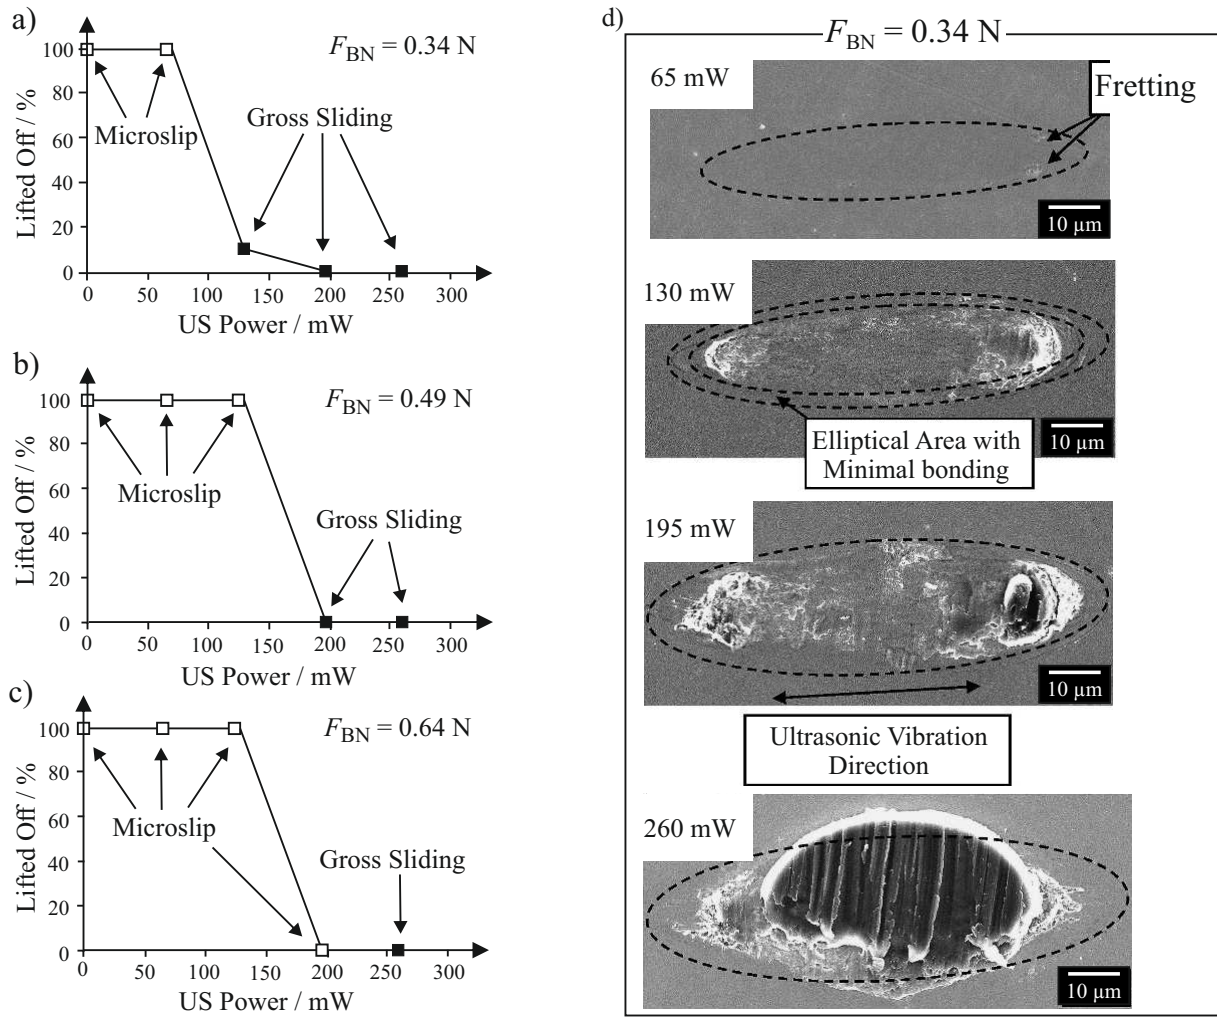 a)
F_BN = 0.34 N
Lifted Off / %
100
80
60
40
20
0
Microslip
Gross Sliding
0 50 100 150 200 250 300
US Power / mW
b)
F_BN = 0.49 N
Lifted Off / %
100
80
60
40
20
0
Microslip
Gross Sliding
0 50 100 150 200 250 300
US Power / mW
c)
F_BN = 0.64 N
Lifted Off / %
100
80
60
40
20
0
Microslip
Gross Sliding
0 50 100 150 200 250 300
US Power / mW
d)
F_BN = 0.34 N
65 mW
Fretting
10 µm
130 mW
Elliptical Area with
Minimal bonding
10 µm
195 mW
10 µm
Ultrasonic Vibration
Direction
260 mW
10 µm